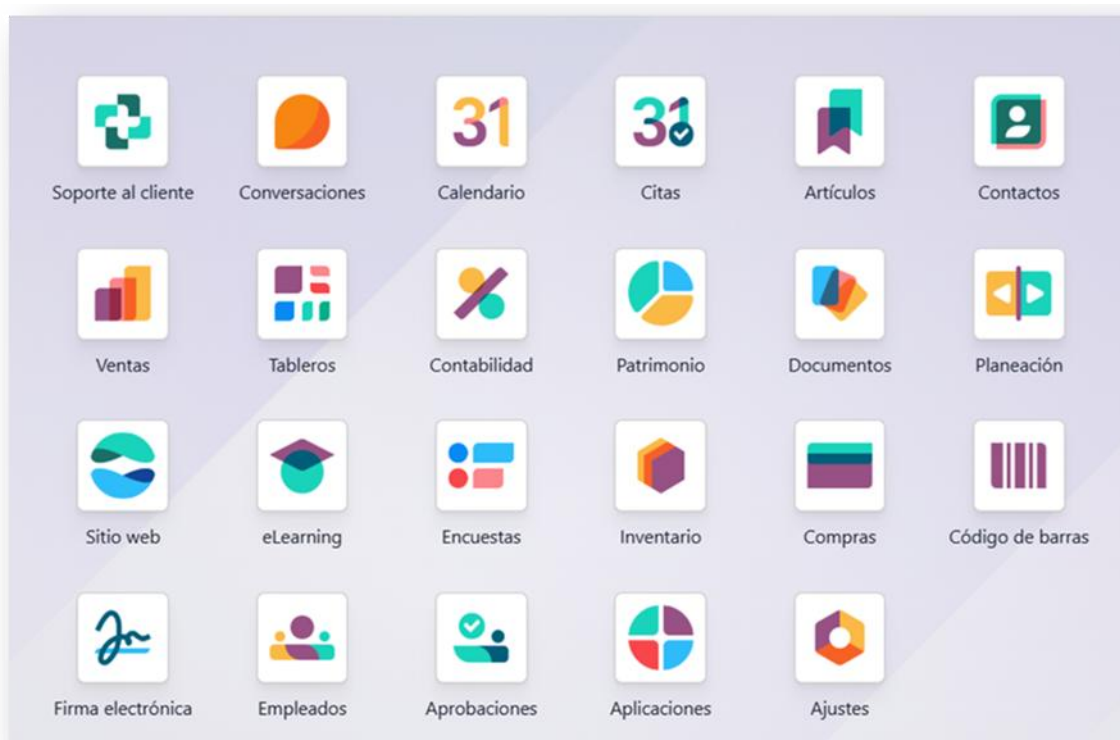 31
31
Soporte al cliente
Conversaciones
Calendario
Citas
Artículos
Contactos
Ventas
Tableros
Contabilidad
Patrimonio
Documentos
Planeación
Sitio web
eLearning
Encuestas
Inventario
Compras
Código de barras
Firma electrónica
Empleados
Aprobaciones
Aplicaciones
Ajustes